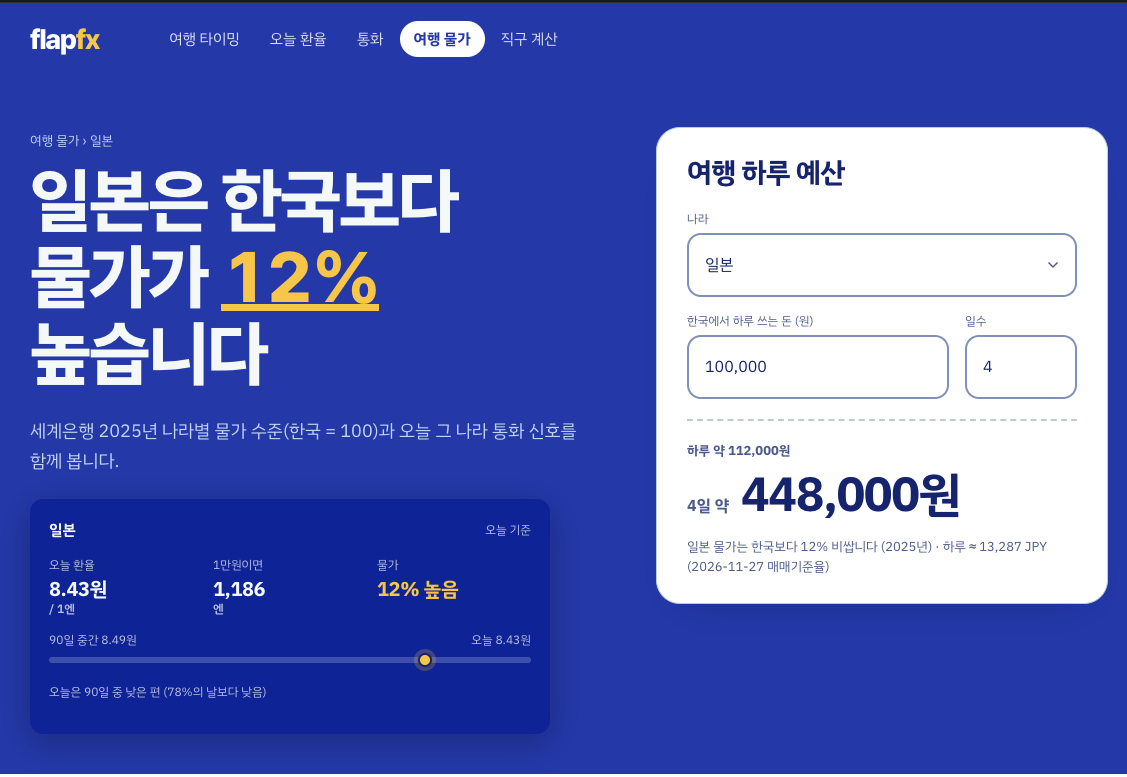 flapfx
여행 타이밍
오늘 환율
통화
여행 물가
직구 계산
여행 물가 › 일본
일본은 한국보다
물가가 12%
높습니다
세계은행 2025년 나라별 물가 수준(한국 = 100)과 오늘 그 나라 통화 신호를
함께 봅니다.
일본
오늘 기준
오늘 환율
1만원이면
물가
8.43원
1,186
12% 높음
/ 1엔
엔
90일 중간 8.49원
오늘 8.43원
오늘은 90일 중 낮은 편 (78%의 날보다 낮음)
여행 하루 예산
나라
일본
한국에서 하루 쓰는 돈 (원)
일수
100,000
4
하루 약 112,000원
4일 약 448,000원
일본 물가는 한국보다 12% 비쌉니다 (2025년) · 하루 ≈ 13,287 JPY
(2026-11-27 매매기준율)